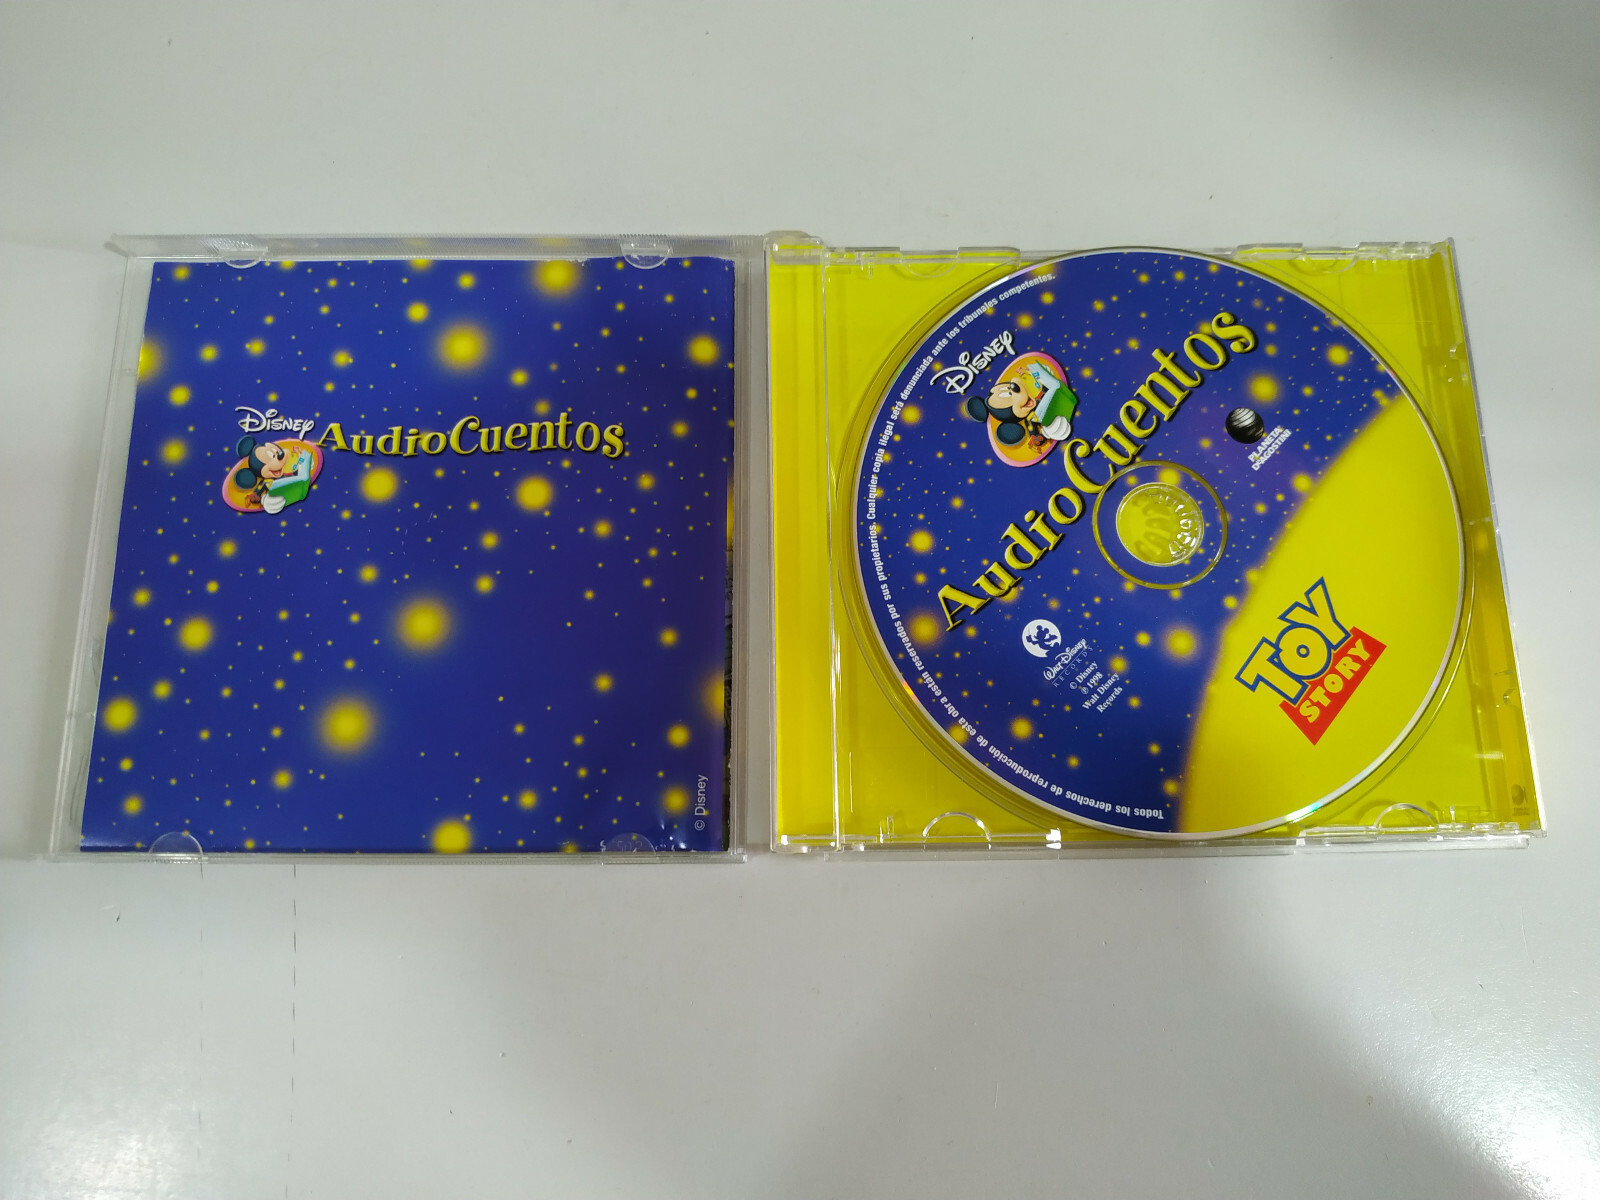 Disney
AudioCuentos
© Disney
Disney
AudioCuentos
PLANETA
DEAGOSTINI
Walt Disney
RECORDS
© Disney
℗ 1998
Walt Disney
Records
TOY
STORY
Todos los derechos de reproducción de esta obra están reservados por sus propietarios. Cualquier copia ilegal será denunciada ante los tribunales competentes.